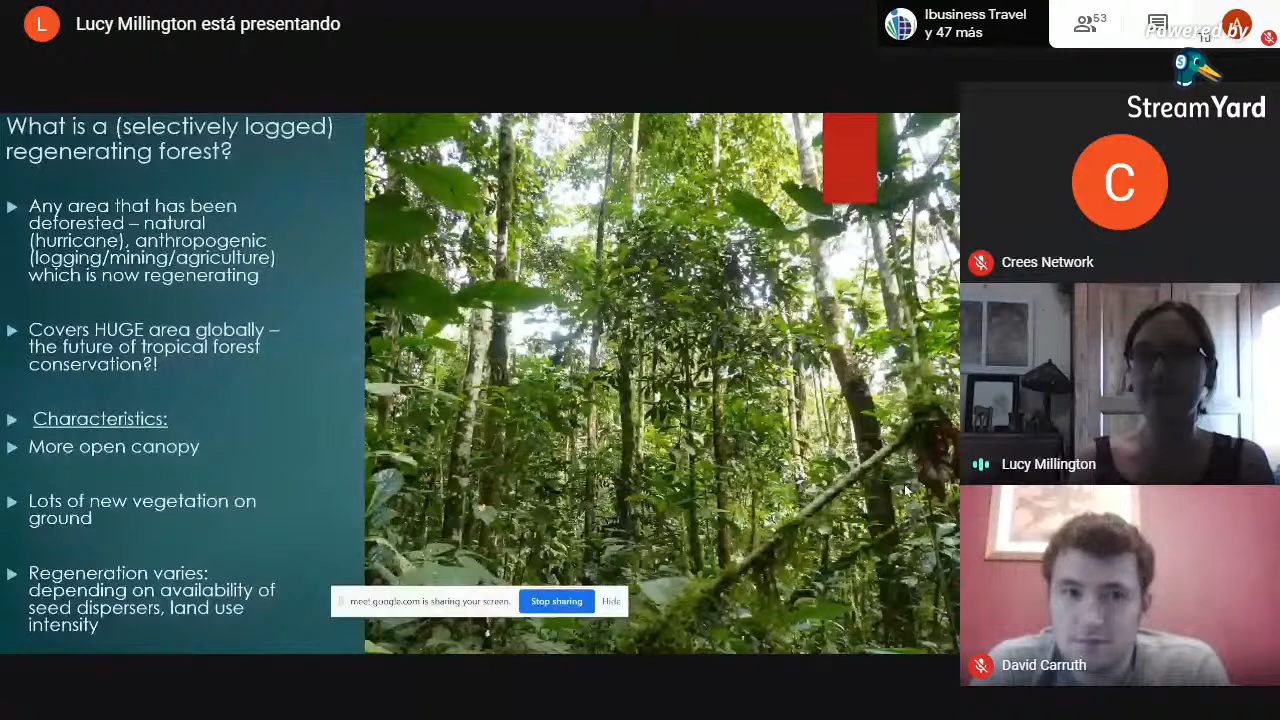 L
Lucy Millington está presentando
Ibusiness Travel
y 47 más
53
A
Powered by
S
StreamYard
What is a (selectively logged)
regenerating forest?
Any area that has been
deforested – natural
(hurricane), anthropogenic
(logging/mining/agriculture)
which is now regenerating
Covers HUGE area globally –
the future of tropical forest
conservation?!
Characteristics:
More open canopy
Lots of new vegetation on
ground
Regeneration varies:
depending on availability of
seed dispersers, land use
intensity
meet.google.com is sharing your screen.
Stop sharing
Hide
C
Crees Network
Lucy Millington
David Carruth